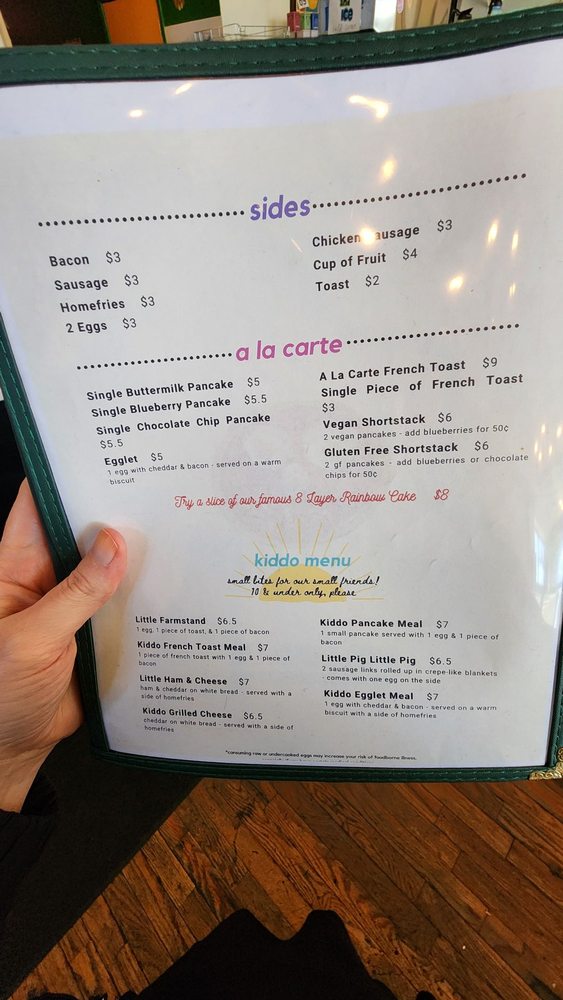 ICE
sides
Bacon $3
Sausage $3
Homefries $3
2 Eggs $3
Chicken Sausage $3
Cup of Fruit $4
Toast $2
a la carte
Single Buttermilk Pancake $5
Single Blueberry Pancake $5.5
Single Chocolate Chip Pancake
$5.5
Egglet $5
1 egg with cheddar & bacon - served on a warm
biscuit
A La Carte French Toast $9
Single Piece of French Toast
$3
Vegan Shortstack $6
2 vegan pancakes - add blueberries for 50¢
Gluten Free Shortstack $6
2 gf pancakes - add blueberries or chocolate
chips for 50¢
Try a slice of our famous 8 Layer Rainbow Cake $8
kiddo menu
small bites for our small friends!
10 & under only, please
Little Farmstand $6.5
1 egg, 1 piece of toast, & 1 piece of bacon
Kiddo French Toast Meal $7
1 piece of french toast with 1 egg & 1 piece of
bacon
Little Ham & Cheese $7
ham & cheddar on white bread - served with a
side of homefries
Kiddo Grilled Cheese $6.5
cheddar on white bread - served with a side of
homefries
Kiddo Pancake Meal $7
1 small pancake served with 1 egg & 1 piece of
bacon
Little Pig Little Pig $6.5
2 sausage links rolled up in crepe-like blankets
- comes with one egg on the side
Kiddo Egglet Meal $7
1 egg with cheddar & bacon - served on a warm
biscuit with a side of homefries
*consuming raw or undercooked eggs may increase your risk of foodborne illness,